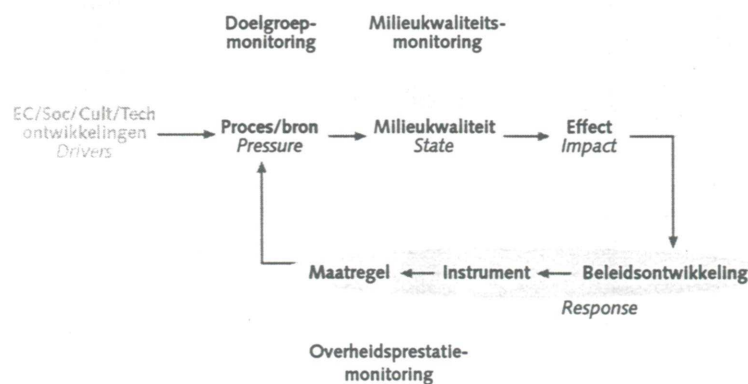 Doelgroep-
monitoring
Milieukwaliteits-
monitoring
EC/Soc/Cult/Tech
ontwikkelingen
Drivers
Proces/bron
Pressure
Milieukwaliteit
State
Effect
Impact
Maatregel
Instrument
Beleidsontwikkeling
Response
Overheidsprestatie-
monitoring